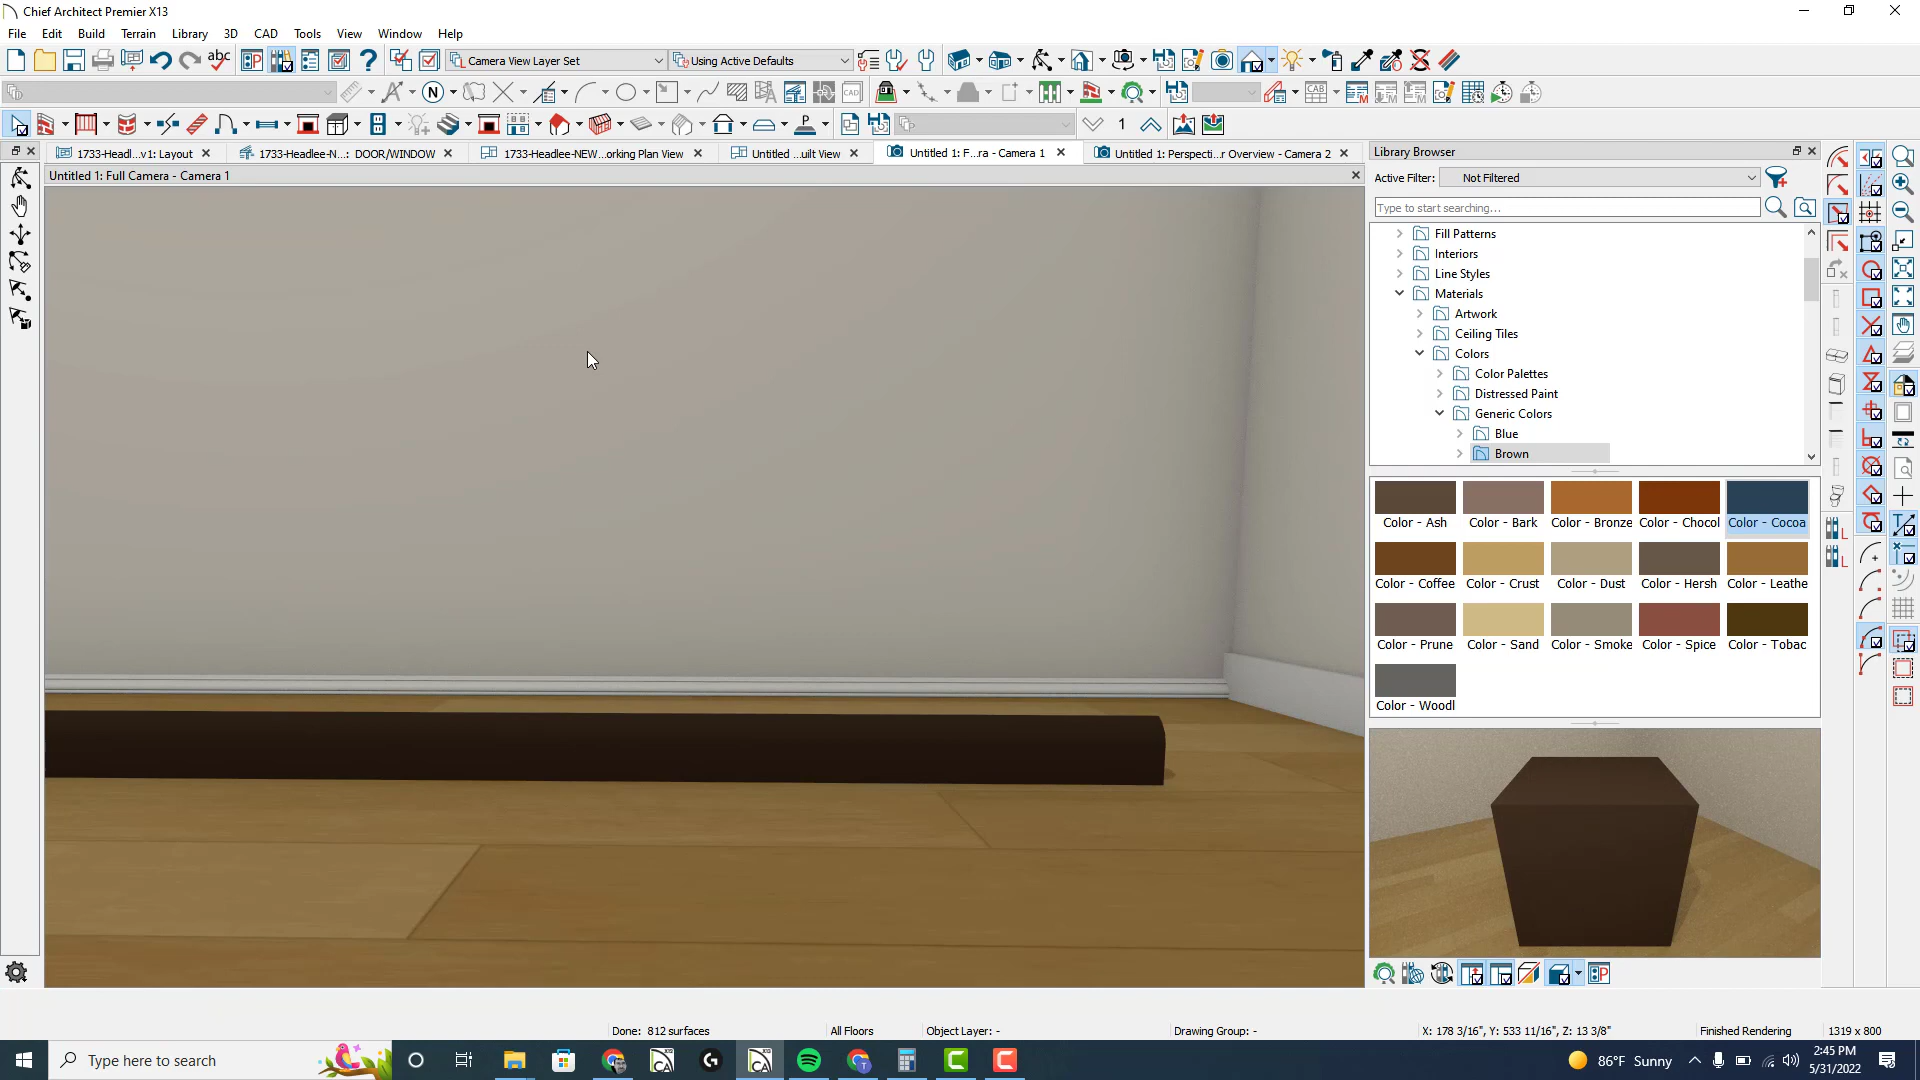 Chief Architect Premier X13
File Edit Build Terrain Library 3D CAD Tools View Window Help
Camera View Layer Set
Using Active Defaults
1
1733-Headl...v1: Layout
1733-Headlee-N...: DOOR/WINDOW
1733-Headlee-NEW...orking Plan View
Untitled ...uilt View
Untitled 1: F...ra - Camera 1
Untitled 1: Perspecti...r Overview - Camera 2
Untitled 1: Full Camera - Camera 1
Library Browser
Active Filter: Not Filtered
Type to start searching...
Fill Patterns
Interiors
Line Styles
Materials
Artwork
Ceiling Tiles
Colors
Color Palettes
Distressed Paint
Generic Colors
Blue
Brown
Color - Ash Color - Bark Color - Bronze Color - Chocol Color - Cocoa
Color - Coffee Color - Crust Color - Dust Color - Hersh Color - Leathe
Color - Prune Color - Sand Color - Smoke Color - Spice Color - Tobac
Color - Woodl
Done: 812 surfaces
All Floors
Object Layer: -
Drawing Group: -
X: 178 3/16", Y: 533 11/16", Z: 13 3/8"
Finished Rendering
1319 x 800
Type here to search
86°F Sunny
2:45 PM
5/31/2022